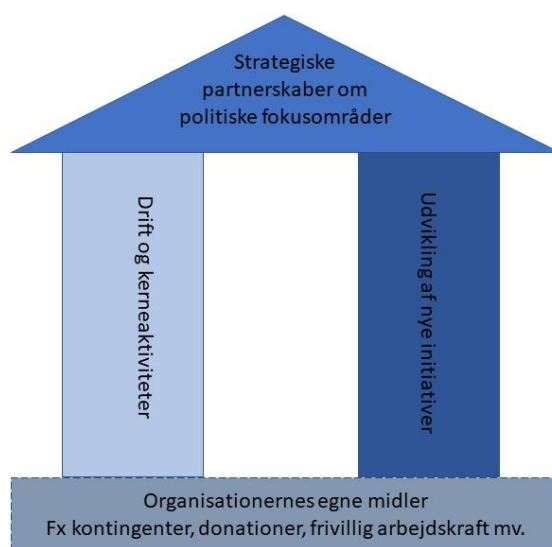 Strategiske
partnerskaber om
politiske fokusområder
Drift og kerneaktiviteter
Udvikling af nye initiativer
Organisationernes egne midler
Fx kontingenter, donationer, frivillig arbejdskraft mv.